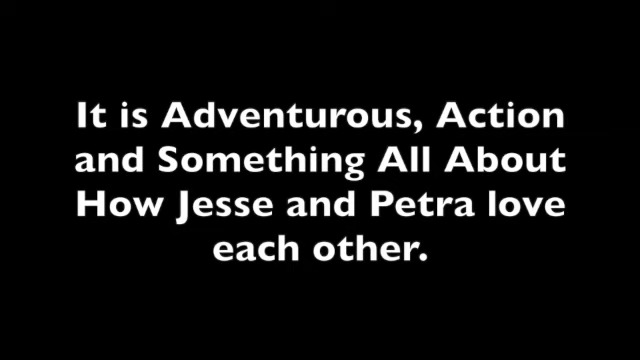 It is Adventurous, Action
and Something All About
How Jesse and Petra love
each other.